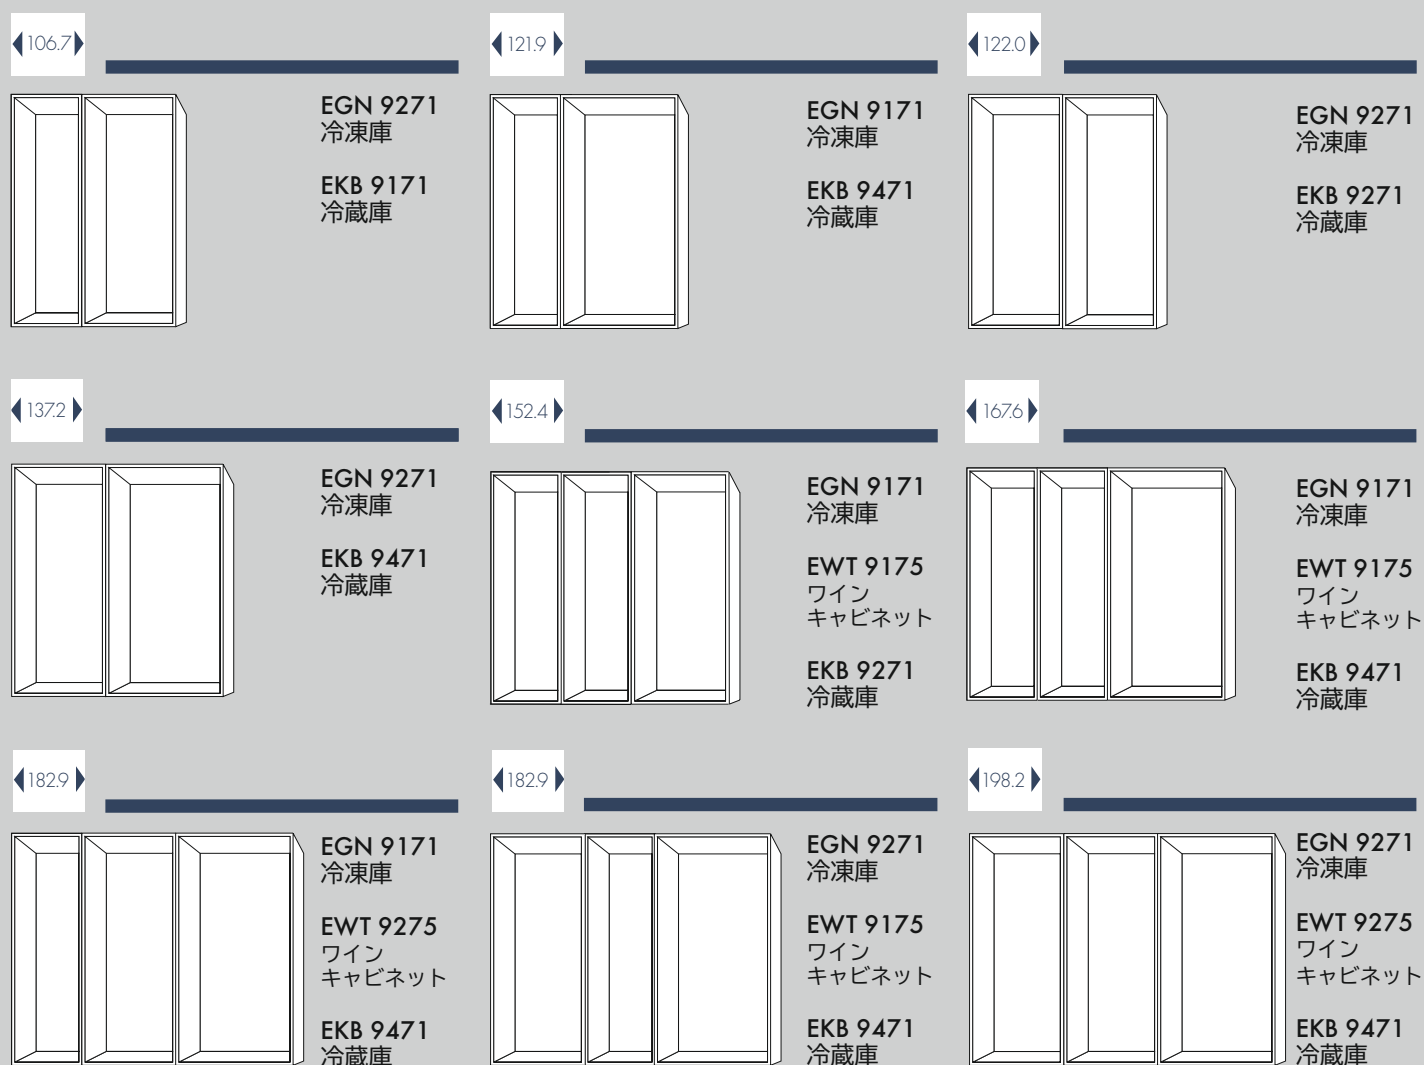 106.7
EGN 9271
冷凍庫
EKB 9171
冷蔵庫
121.9
EGN 9171
冷凍庫
EKB 9471
冷蔵庫
122.0
EGN 9271
冷凍庫
EKB 9271
冷蔵庫
137.2
EGN 9271
冷凍庫
EKB 9471
冷蔵庫
152.4
EGN 9171
冷凍庫
EWT 9175
ワイン
キャビネット
EKB 9271
冷蔵庫
167.6
EGN 9171
冷凍庫
EWT 9175
ワイン
キャビネット
EKB 9471
冷蔵庫
182.9
EGN 9171
冷凍庫
EWT 9275
ワイン
キャビネット
EKB 9471
冷蔵庫
182.9
EGN 9271
冷凍庫
EWT 9175
ワイン
キャビネット
EKB 9471
冷蔵庫
198.2
EGN 9271
冷凍庫
EWT 9275
ワイン
キャビネット
EKB 9471
冷蔵庫